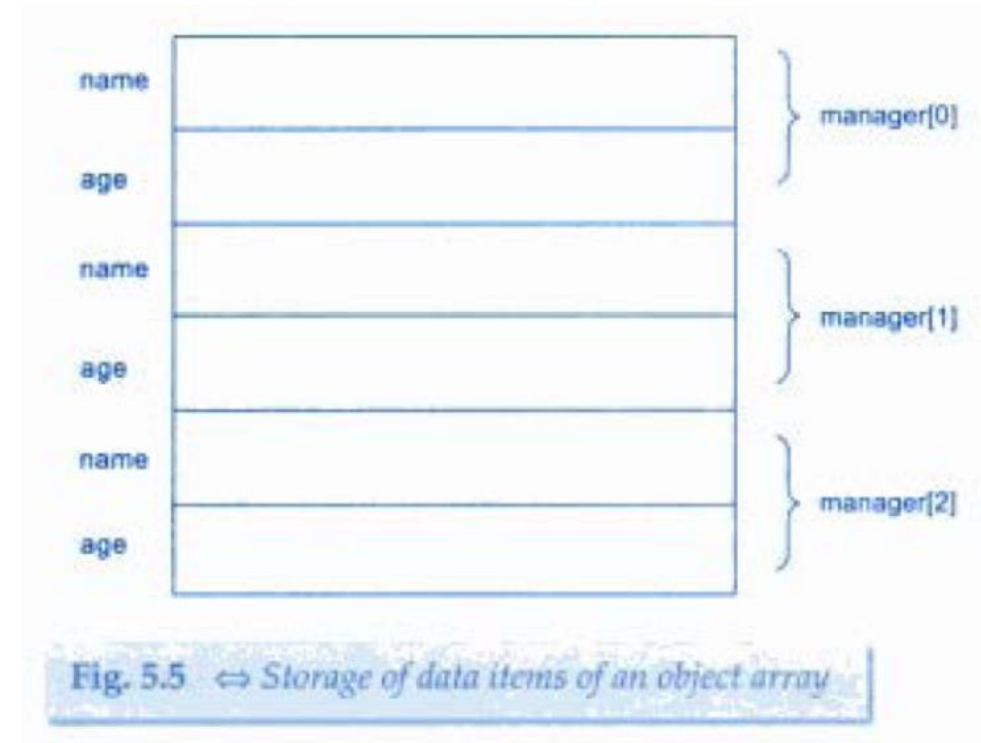 name
manager[0]
age
name
manager[1]
age
name
manager[2]
age
Fig. 5.5 ⇔ Storage of data items of an object array